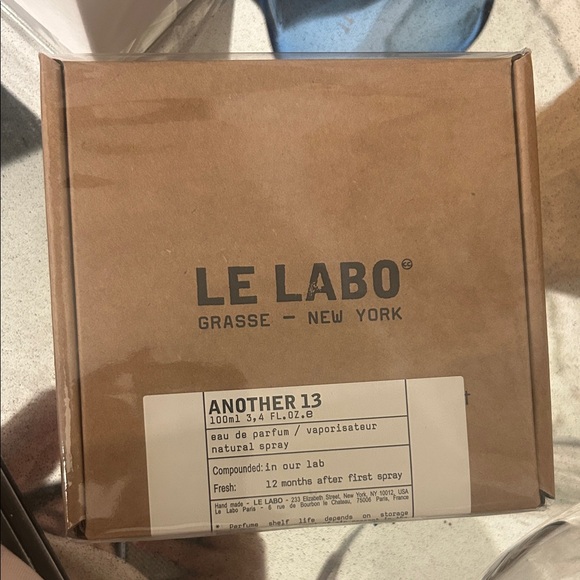 LE LABO
GRASSE — NEW YORK
ANOTHER 13
100ml 3,4 FL.OZ.e
eau de parfum / vaporisateur
natural spray
Compounded: in our lab
Fresh: 12 months after first spray
Hand made - LE LABO - 233 Elizabeth Street, New York, NY 10012, USA
Le Labo Paris - 6 rue de Bourbon le Chateau, 75006 Paris, France
* Perfume shelf life depends on storage